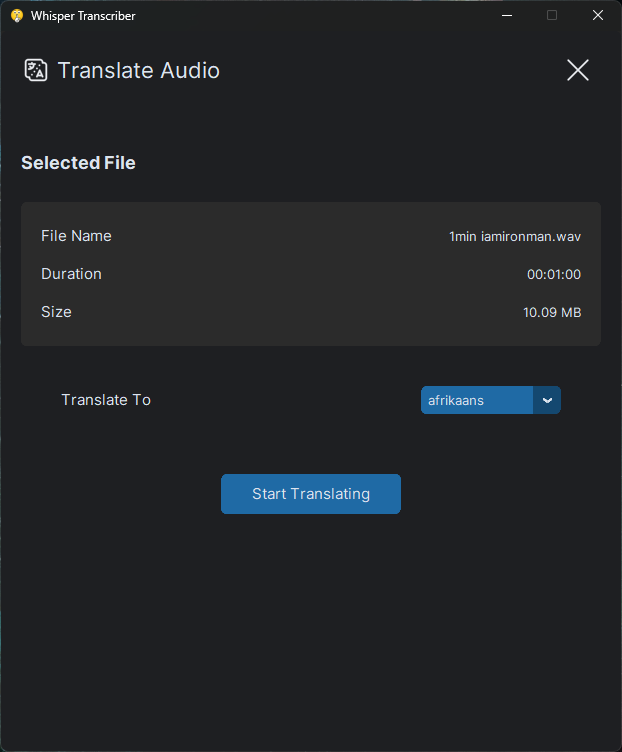 Whisper Transcriber
Translate Audio
Selected File
File Name 1min iamironman.wav
Duration 00:01:00
Size 10.09 MB
Translate To afrikaans
Start Translating